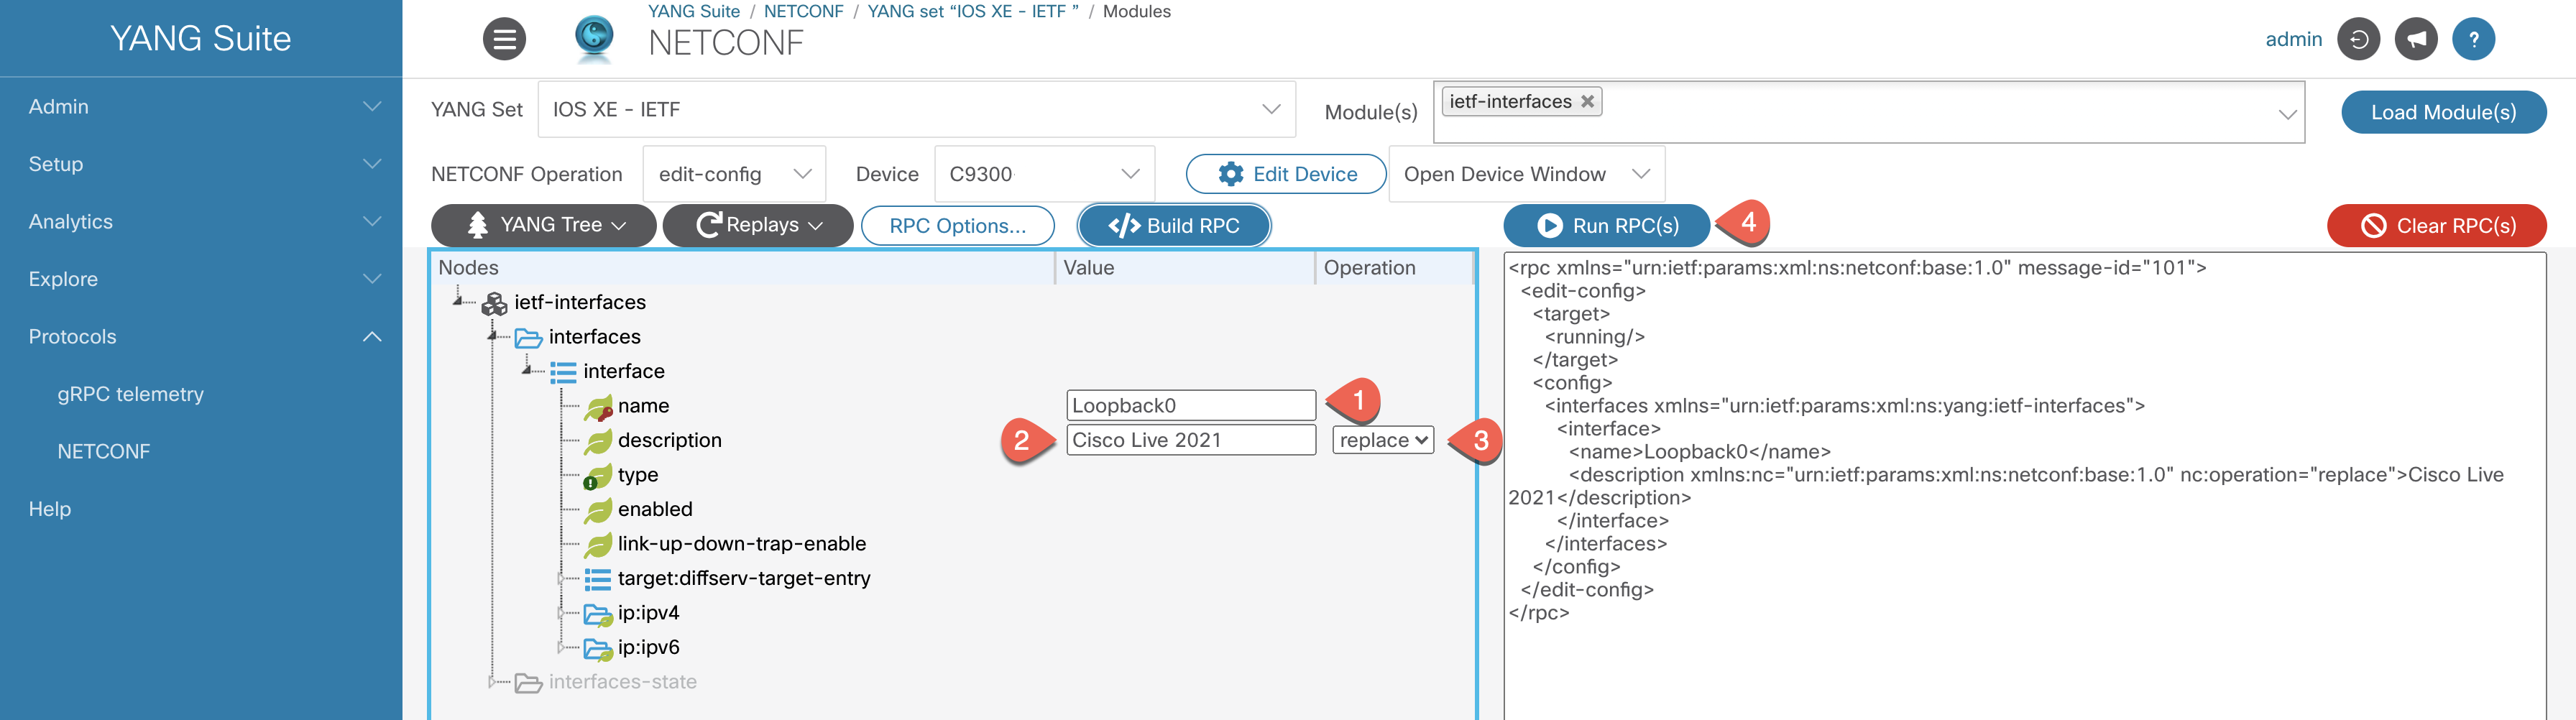 YANG Suite
YANG Suite / NETCONF / YANG set “IOS XE - IETF ” / Modules
NETCONF
admin
?
Admin
Setup
Analytics
Explore
Protocols
gRPC telemetry
NETCONF
Help
YANG Set
IOS XE - IETF
Module(s)
ietf-interfaces ×
Load Module(s)
NETCONF Operation
edit-config
Device
C9300
Edit Device
Open Device Window
YANG Tree
Replays
RPC Options...
</> Build RPC
Run RPC(s)
4
Clear RPC(s)
Nodes
Value
Operation
ietf-interfaces
interfaces
interface
name
Loopback0
1
description
2
Cisco Live 2021
replace
3
type
enabled
link-up-down-trap-enable
target:diffserv-target-entry
ip:ipv4
ip:ipv6
interfaces-state
<rpc xmlns="urn:ietf:params:xml:ns:netconf:base:1.0" message-id="101">
<edit-config>
<target>
<running/>
</target>
<config>
<interfaces xmlns="urn:ietf:params:xml:ns:yang:ietf-interfaces">
<interface>
<name>Loopback0</name>
<description xmlns:nc="urn:ietf:params:xml:ns:netconf:base:1.0" nc:operation="replace">Cisco Live
2021</description>
</interface>
</interfaces>
</config>
</edit-config>
</rpc>